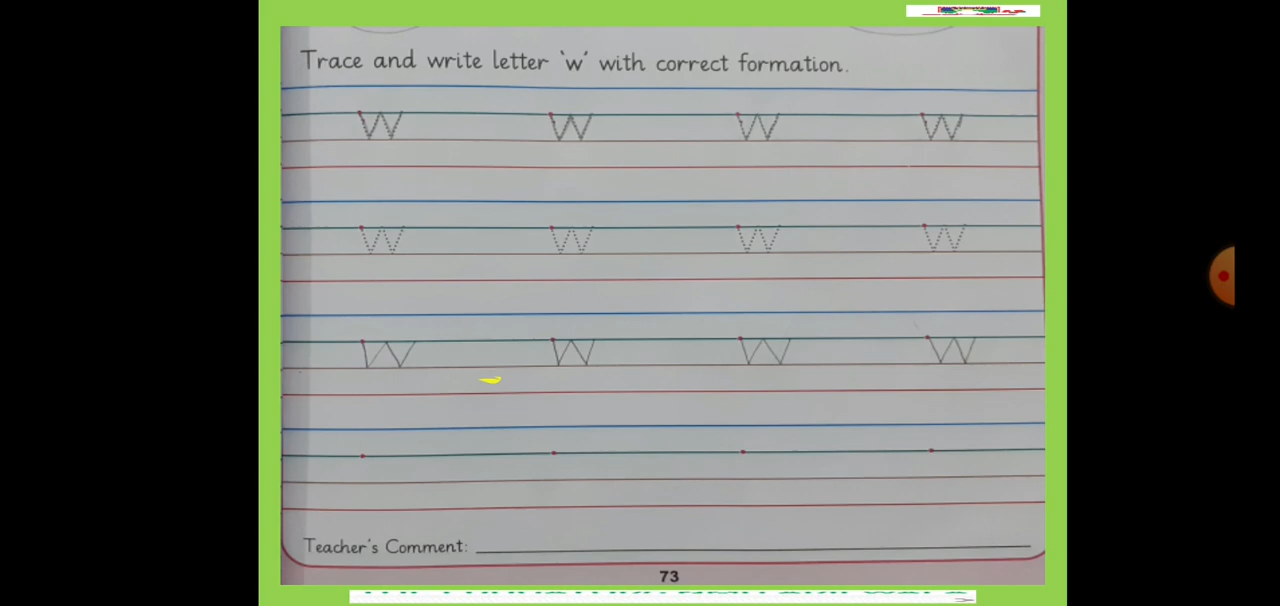 Trace and write letter 'w' with correct formation.
w w w w
w w w w
w w w w
Teacher's Comment:
73